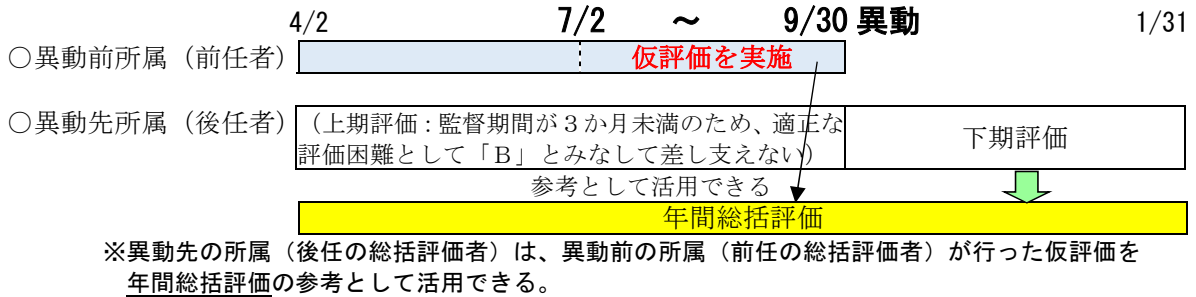 4/2 7/2 ～ 9/30 異動 1/31
○異動前所属（前任者） 仮評価を実施
○異動先所属（後任者） （上期評価：監督期間が３か月未満のため、適正な
評価困難として「Ｂ」とみなして差し支えない） 下期評価
参考として活用できる
年間総括評価
※異動先の所属（後任の総括評価者）は、異動前の所属（前任の総括評価者）が行った仮評価を
年間総括評価の参考として活用できる。